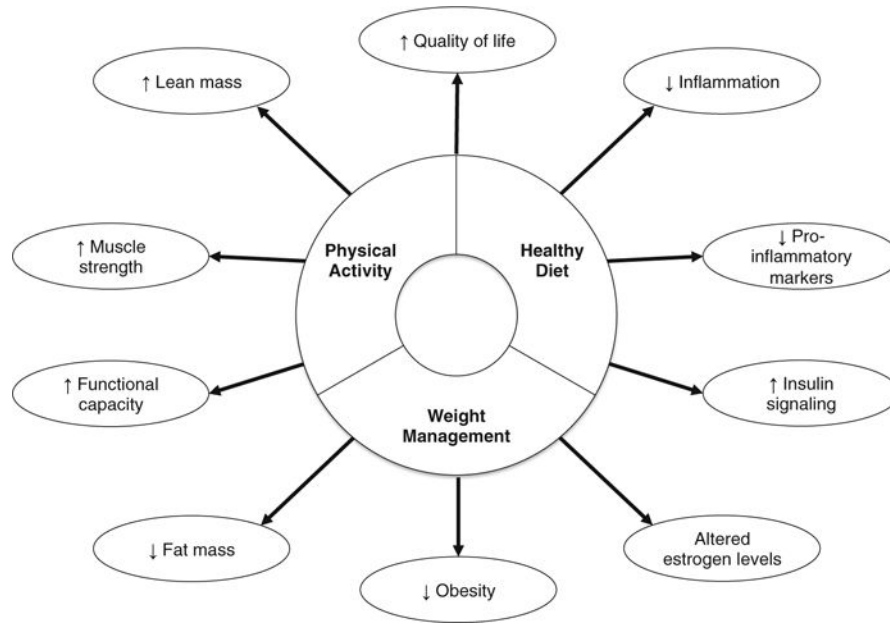 ↑ Quality of life
↑ Lean mass
↓ Inflammation
↑ Muscle
strength
Physical
Activity
Healthy
Diet
↓ Pro-
inflammatory
markers
↑ Functional
capacity
Weight
Management
↑ Insulin
signaling
↓ Fat mass
↓ Obesity
Altered
estrogen levels